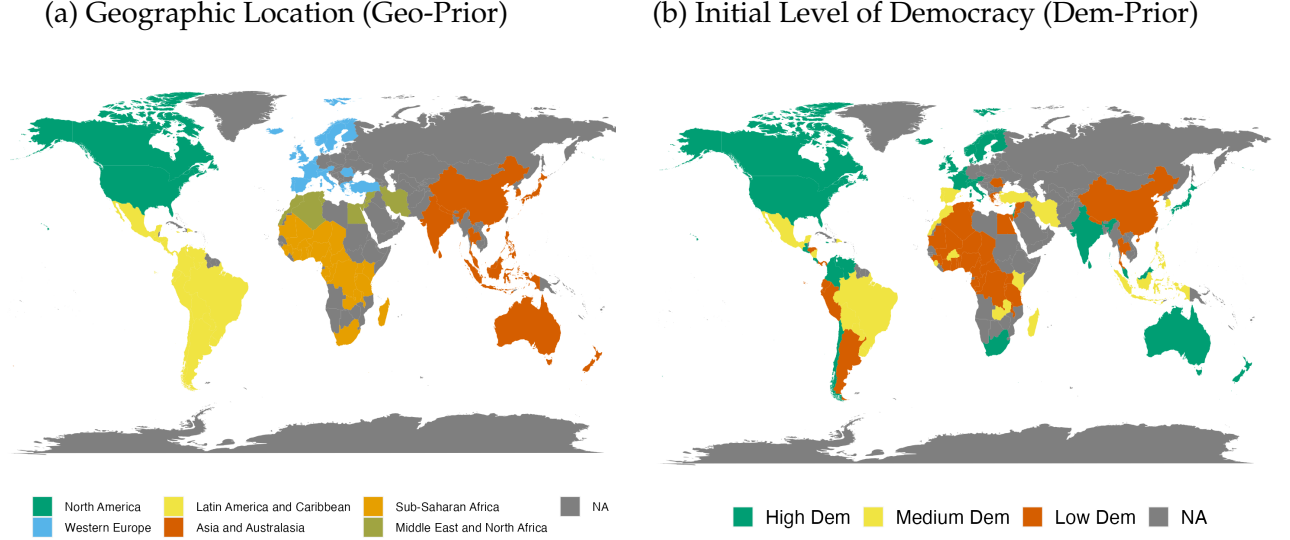 (a) Geographic Location (Geo-Prior)
North America
Latin America and Caribbean
Sub-Saharan Africa
NA
Western Europe
Asia and Australasia
Middle East and North Africa
(b) Initial Level of Democracy (Dem-Prior)
High Dem
Medium Dem
Low Dem
NA